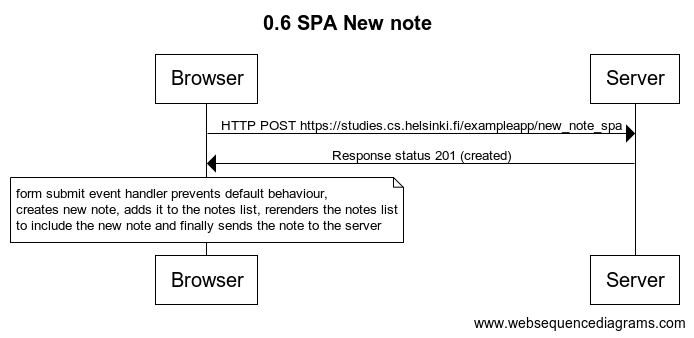 0.6 SPA New note
Browser
Server
HTTP POST https://studies.cs.helsinki.fi/exampleapp/new_note_spa
Response status 201 (created)
form submit event handler prevents default behaviour,
creates new note, adds it to the notes list, rerenders the notes list
to include the new note and finally sends the note to the server
Browser
Server
www.websequencediagrams.com